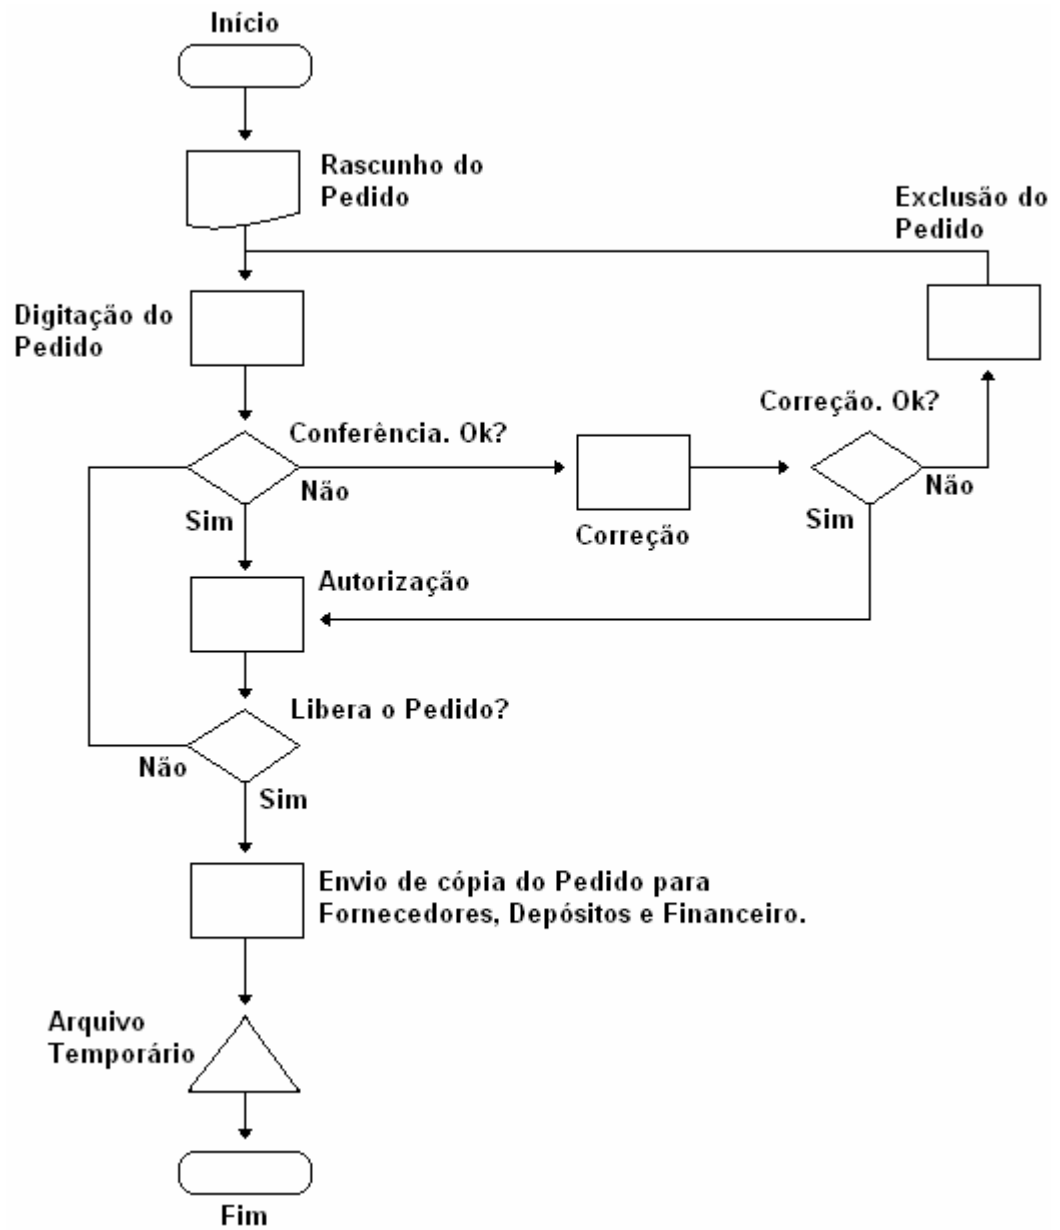 Início
Rascunho do
Pedido
Exclusão do
Pedido
Digitação do
Pedido
Correção. Ok?
Conferência. Ok?
Não
Não
Sim
Sim
Correção
Autorização
Libera o Pedido?
Não
Sim
Envio de cópia do Pedido para
Fornecedores, Depósitos e Financeiro.
Arquivo
Temporário
Fim